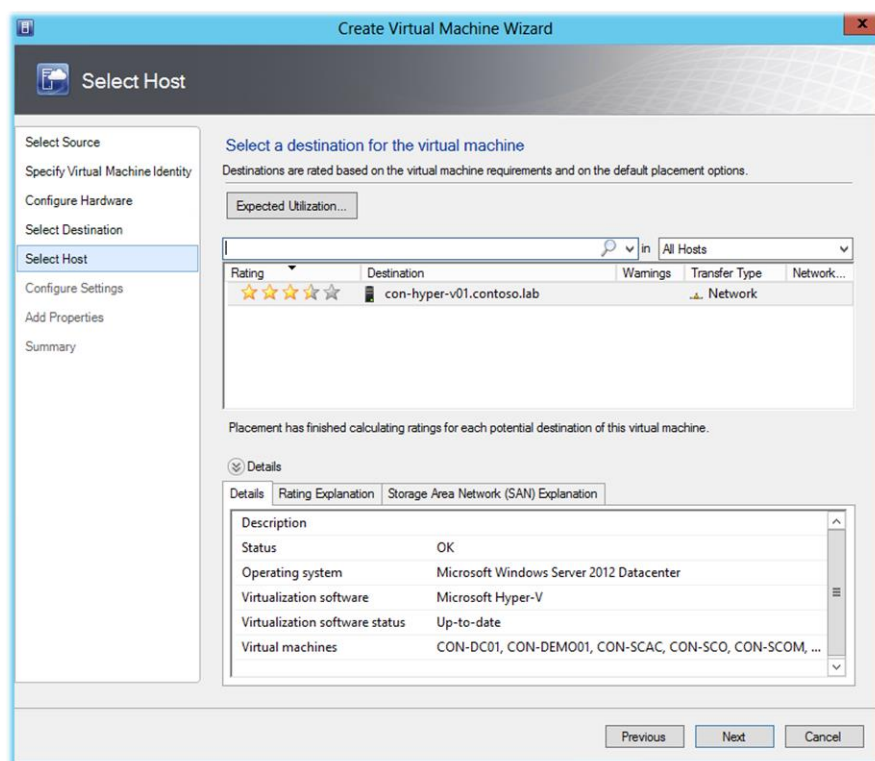 Create Virtual Machine Wizard
x
Select Host
Select Source
Specify Virtual Machine Identity
Configure Hardware
Select Destination
Select Host
Configure Settings
Add Properties
Summary
Select a destination for the virtual machine
Destinations are rated based on the virtual machine requirements and on the default placement options.
Expected Utilization...
in All Hosts
Rating Destination Warnings Transfer Type Network...
con-hyper-v01.contoso.lab Network
Placement has finished calculating ratings for each potential destination of this virtual machine.
Details
Details Rating Explanation Storage Area Network (SAN) Explanation
Description
Status OK
Operating system Microsoft Windows Server 2012 Datacenter
Virtualization software Microsoft Hyper-V
Virtualization software status Up-to-date
Virtual machines CON-DC01, CON-DEMO01, CON-SCAC, CON-SCO, CON-SCOM, ...
Previous Next Cancel